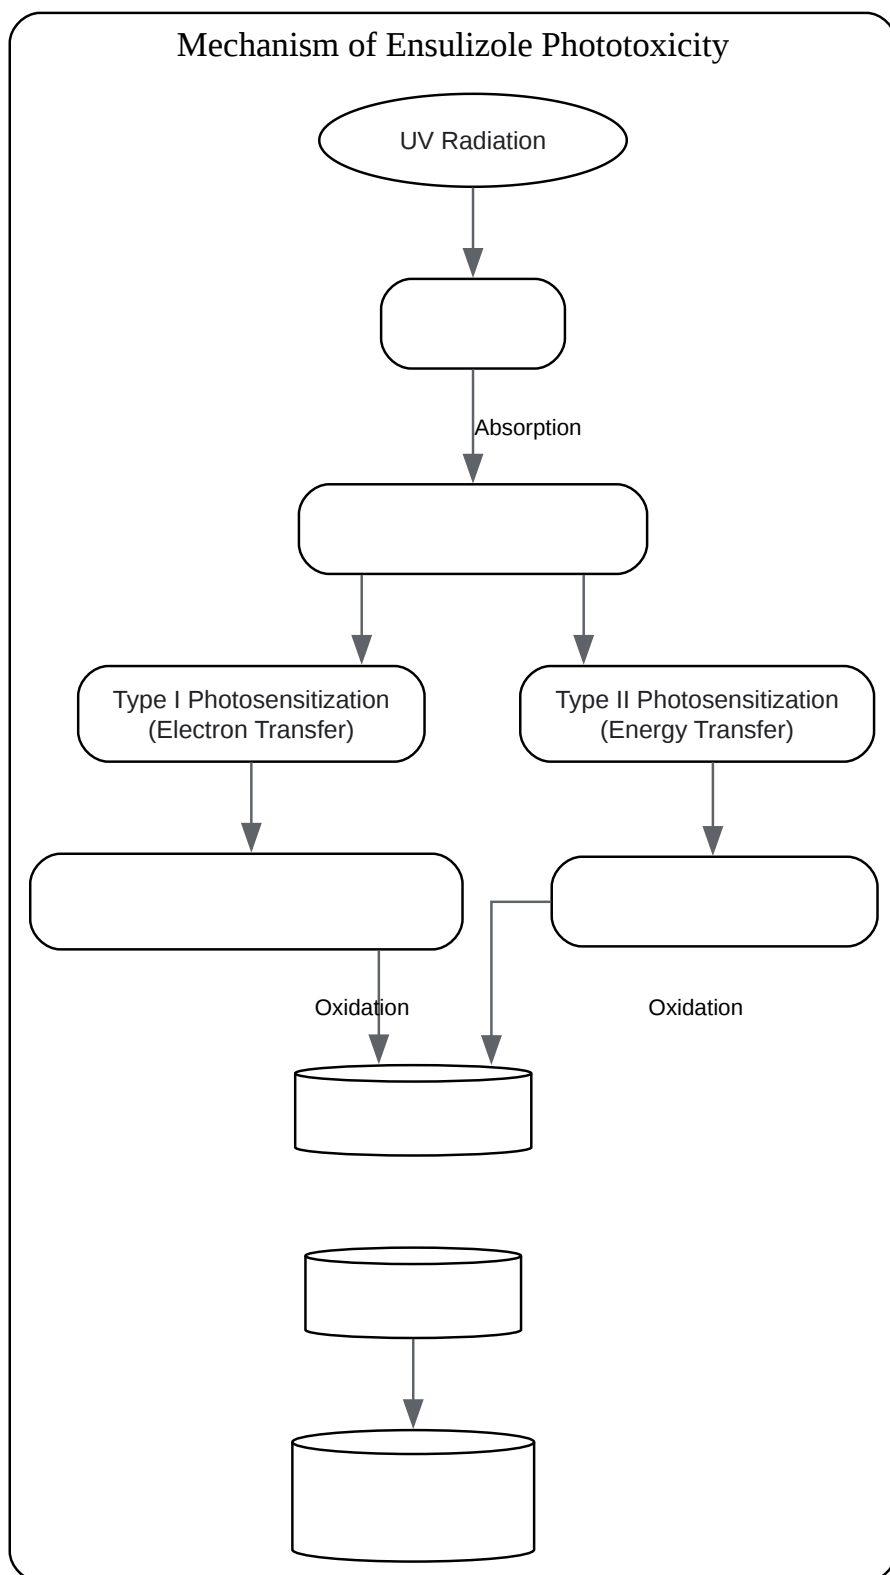 Mechanism of Ensulizole Phototoxicity
UV Radiation
Absorption
Type I Photosensitization
(Electron Transfer)
Type II Photosensitization
(Energy Transfer)
Oxidation
Oxidation